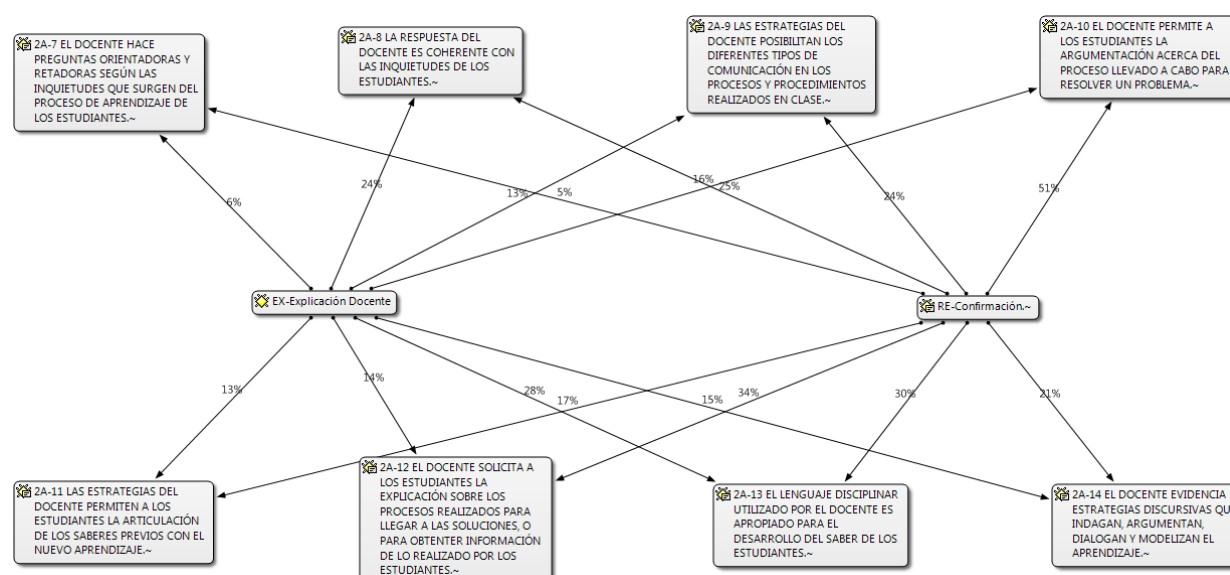 2A-7 EL DOCENTE HACE
PREGUNTAS ORIENTADORAS Y
RETADORAS SEGÚN LAS
INQUIETUDES QUE SURGEN DEL
PROCESO DE APRENDIZAJE DE
LOS ESTUDIANTES.~
2A-8 LA RESPUESTA DEL
DOCENTE ES COHERENTE CON
LAS INQUIETUDES DE LOS
ESTUDIANTES.~
2A-9 LAS ESTRATEGIAS DEL
DOCENTE POSIBILITAN LOS
DIFERENTES TIPOS DE
COMUNICACIÓN EN LOS
PROCESOS Y PROCEDIMIENTOS
REALIZADOS EN CLASE.~
2A-10 EL DOCENTE PERMITE A
LOS ESTUDIANTES LA
ARGUMENTACIÓN ACERCA DEL
PROCESO LLEVADO A CABO PARA
RESOLVER UN PROBLEMA.~
6%
24%
13%
5%
16%
25%
24%
51%
EX-Explicación Docente
RE-Confirmación.~
13%
14%
28%
17%
15%
34%
30%
21%
2A-11 LAS ESTRATEGIAS DEL
DOCENTE PERMITEN A LOS
ESTUDIANTES LA ARTICULACIÓN
DE LOS SABERES PREVIOS CON EL
NUEVO APRENDIZAJE.~
2A-12 EL DOCENTE SOLICITA A
LOS ESTUDIANTES LA
EXPLICACIÓN SOBRE LOS
PROCESOS REALIZADOS PARA
LLEGAR A LAS SOLUCIONES, O
PARA OBTENTER INFORMACIÓN
DE LO REALIZADO POR LOS
ESTUDIANTES.~
2A-13 EL LENGUAJE DISCIPLINAR
UTILIZADO POR EL DOCENTE ES
APROPIADO PARA EL
DESARROLLO DEL SABER DE LOS
ESTUDIANTES.~
2A-14 EL DOCENTE EVIDENCIA
ESTRATEGIAS DISCURSIVAS QU
INDAGAN, ARGUMENTAN,
DIALOGAN Y MODELIZAN EL
APRENDIZAJE.~